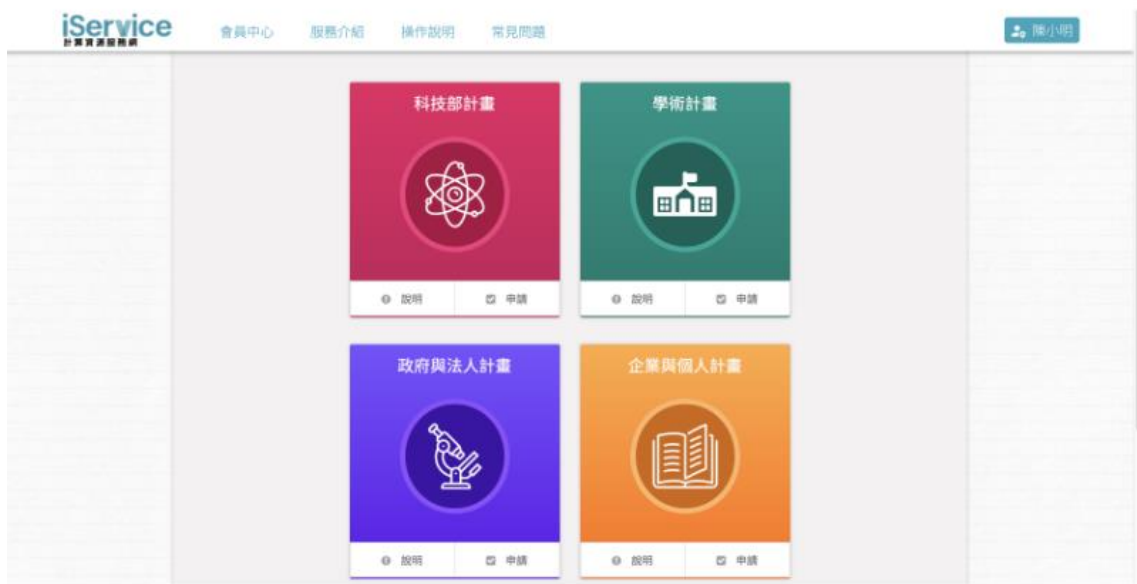 iService
計算資源服務網
會員中心 服務介紹 操作說明 常見問題
陳小明
科技部計畫
學術計畫
說明 申請
說明 申請
政府與法人計畫
企業與個人計畫
說明 申請
說明 申請